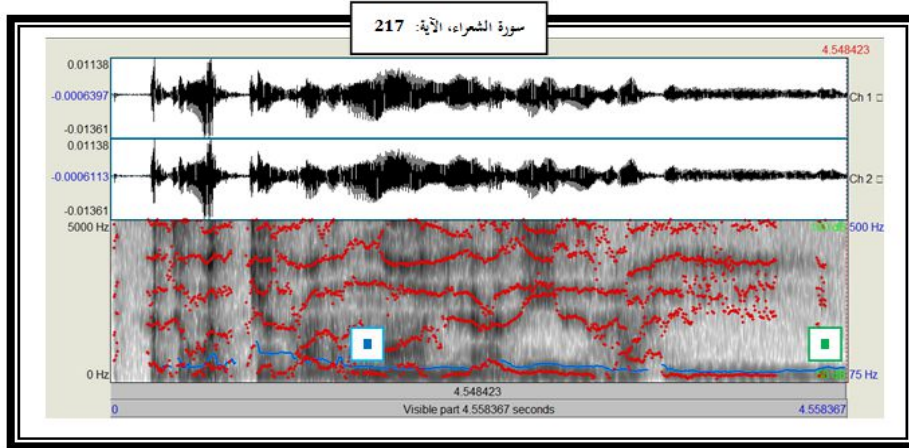 سورة الشعراء، الآية: 217
4.548423
0.01138
-0.0006397
-0.01361
Ch 1
0.01138
-0.0006113
-0.01361
Ch 2
5000 Hz
500 Hz
0 Hz
75 Hz
4.548423
0
Visible part 4.558367 seconds
4.558367